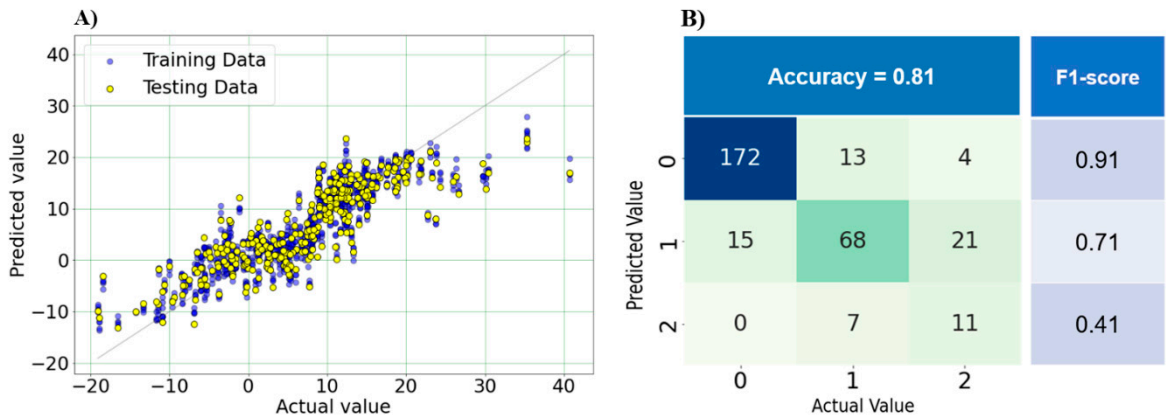 A)
40
30
20
10
0
−10
−20
Predicted value
Training Data
Testing Data
−20 −10 0 10 20 30 40
Actual value
B)
Accuracy = 0.81 F1-score
0 172 13 4 0.91
1 15 68 21 0.71
2 0 7 11 0.41
Predicted Value
0 1 2
Actual Value